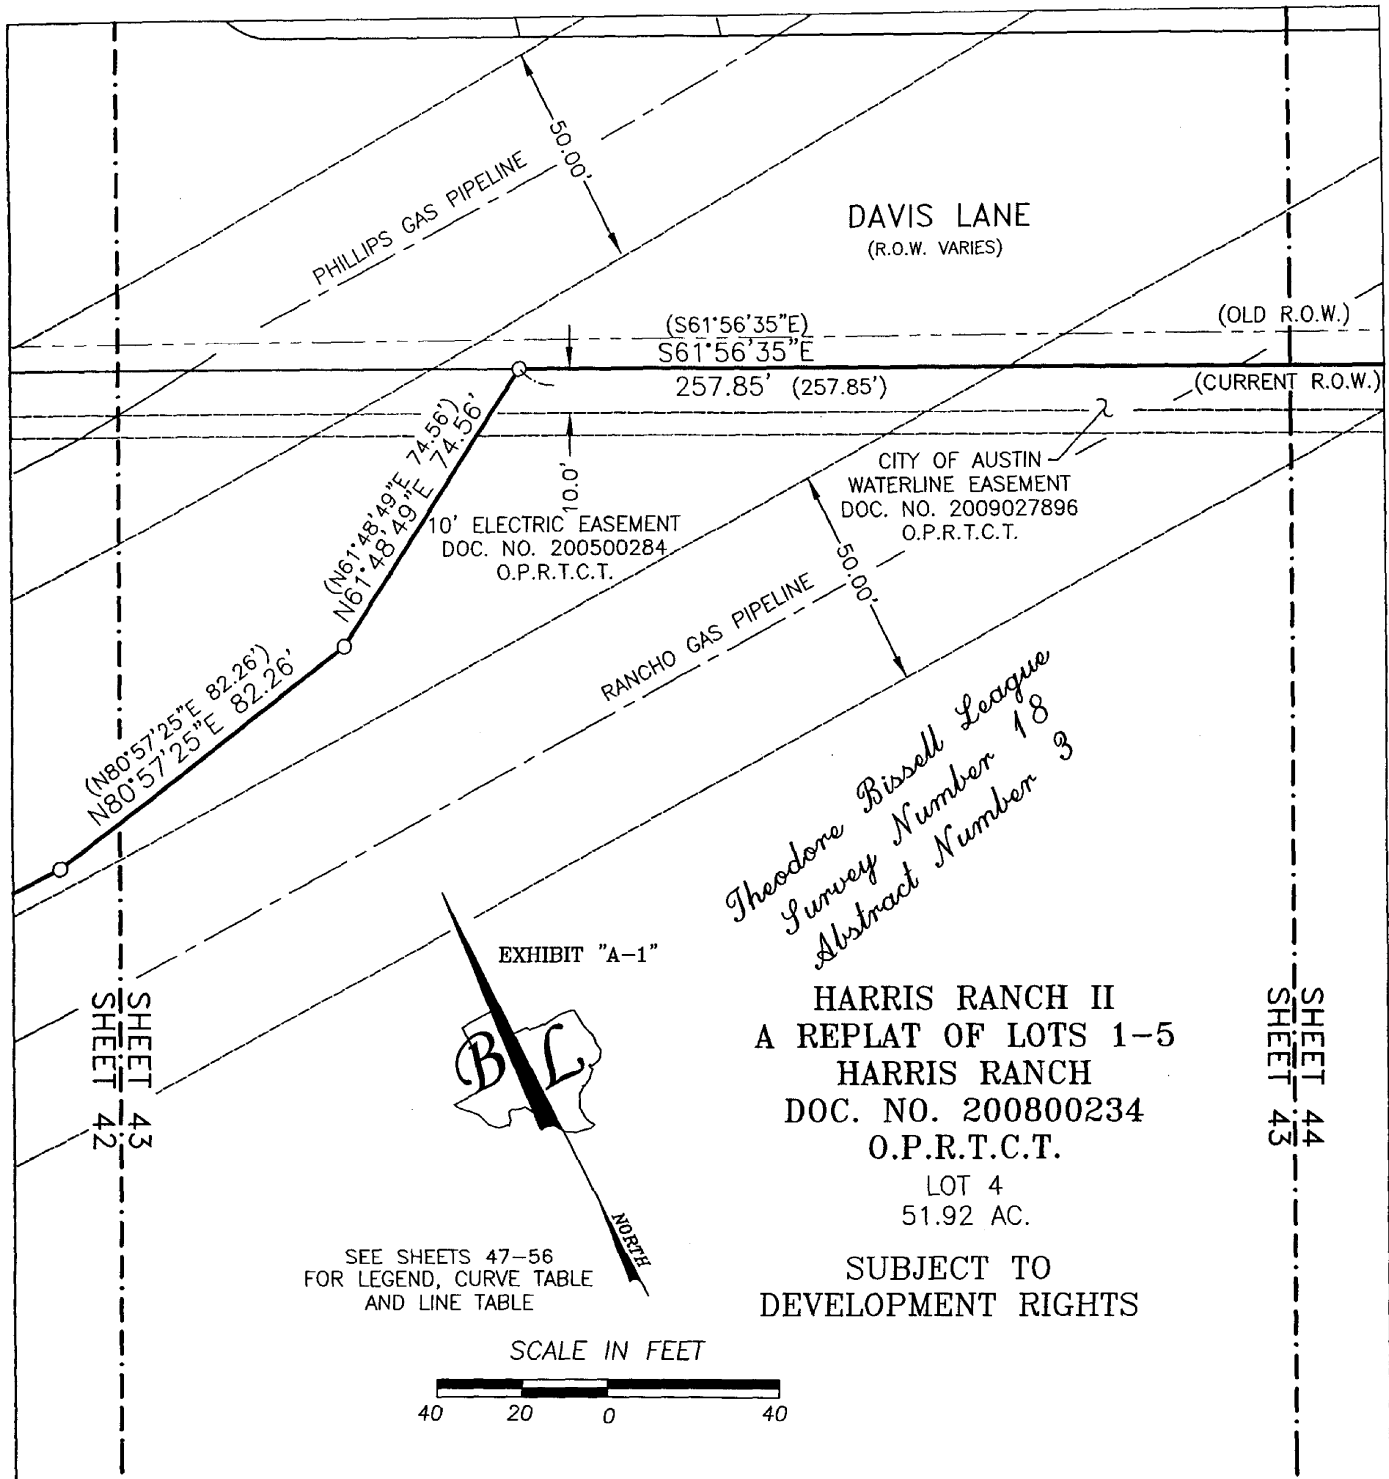 50.00'
PHILLIPS GAS PIPELINE
DAVIS LANE
(R.O.W. VARIES)
(OLD R.O.W.)
(S61°56'35"E)
S61°56'35"E
257.85' (257.85')
(CURRENT R.O.W.)
(N61°48'49"E 74.56')
N61°48'49"E 74.56'
10.0'
10' ELECTRIC EASEMENT
DOC. NO. 200500284
O.P.R.T.C.T.
CITY OF AUSTIN
WATERLINE EASEMENT
DOC. NO. 2009027896
O.P.R.T.C.T.
50.00'
RANCHO GAS PIPELINE
(N80°57'25"E 82.26')
N80°57'25"E 82.26'
Theodore Bissell League
Survey Number 18
Abstract Number 3
EXHIBIT "A-1"
B L
NORTH
SHEET 43
SHEET 42
SHEET 44
SHEET 43
HARRIS RANCH II
A REPLAT OF LOTS 1-5
HARRIS RANCH
DOC. NO. 200800234
O.P.R.T.C.T.
LOT 4
51.92 AC.
SUBJECT TO
DEVELOPMENT RIGHTS
SEE SHEETS 47-56
FOR LEGEND, CURVE TABLE
AND LINE TABLE
SCALE IN FEET
40 20 0 40